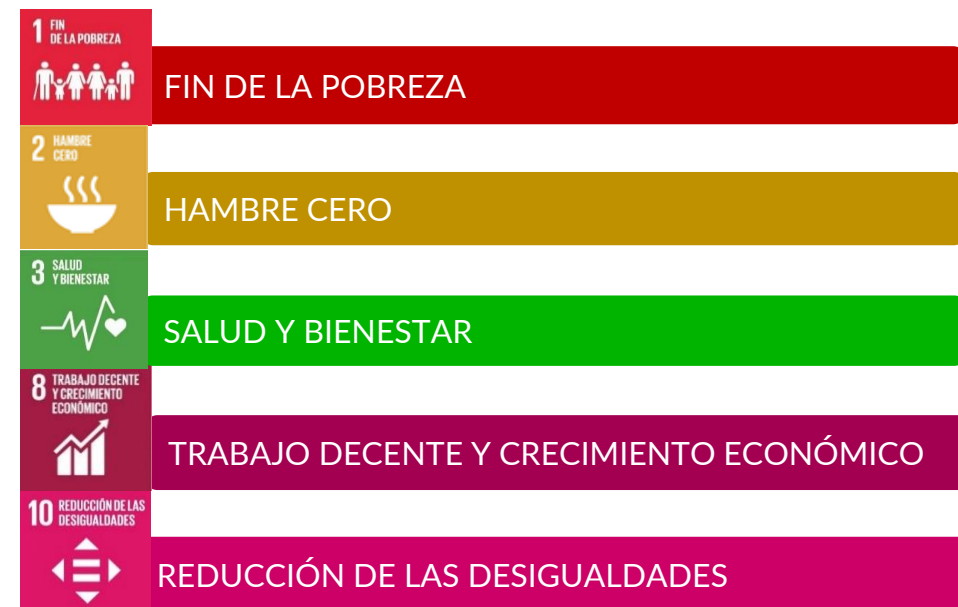 1 FIN
DE LA POBREZA
FIN DE LA POBREZA
2 HAMBRE
CERO
HAMBRE CERO
3 SALUD
Y BIENESTAR
SALUD Y BIENESTAR
8 TRABAJO DECENTE
Y CRECIMIENTO
ECONÓMICO
TRABAJO DECENTE Y CRECIMIENTO ECONÓMICO
10 REDUCCIÓN DE LAS
DESIGUALDADES
REDUCCIÓN DE LAS DESIGUALDADES